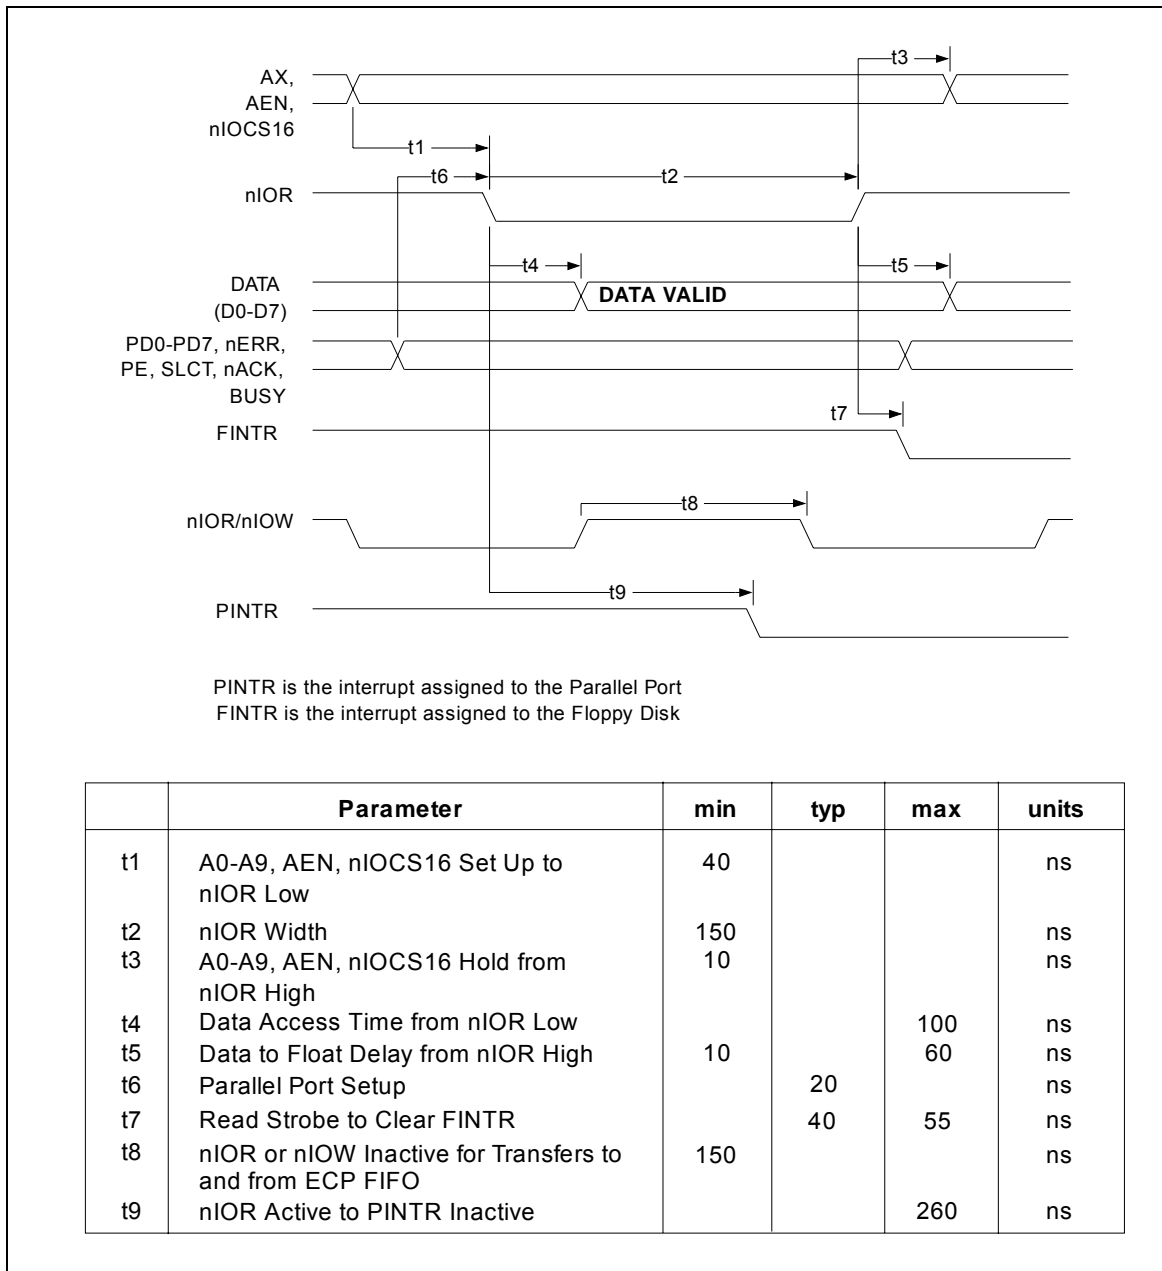 t3
AX,
AEN,
nIOCS16
t1
t6
t2
nIOR
t4
t5
DATA
(D0-D7)
DATA VALID
PD0-PD7, nERR,
PE, SLCT, nACK,
BUSY
t7
FINTR
t8
nIOR/nIOW
t9
PINTR
PINTR is the interrupt assigned to the Parallel Port
FINTR is the interrupt assigned to the Floppy Disk
Parameter min typ max units
t1 A0-A9, AEN, nIOCS16 Set Up to 40 ns
nIOR Low
t2 nIOR Width 150 ns
t3 A0-A9, AEN, nIOCS16 Hold from 10 ns
nIOR High
t4 Data Access Time from nIOR Low 100 ns
t5 Data to Float Delay from nIOR High 10 60 ns
t6 Parallel Port Setup 20 ns
t7 Read Strobe to Clear FINTR 40 55 ns
t8 nIOR or nIOW Inactive for Transfers to 150 ns
and from ECP FIFO
t9 nIOR Active to PINTR Inactive 260 ns